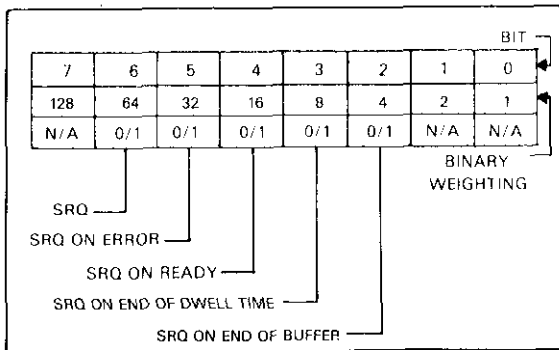 BIT
7 6 5 4 3 2 1 0
128 64 32 16 8 4 2 1
N/A 0/1 0/1 0/1 0/1 0/1 N/A N/A
BINARY
WEIGHTING
SRQ
SRQ ON ERROR
SRQ ON READY
SRQ ON END OF DWELL TIME
SRQ ON END OF BUFFER